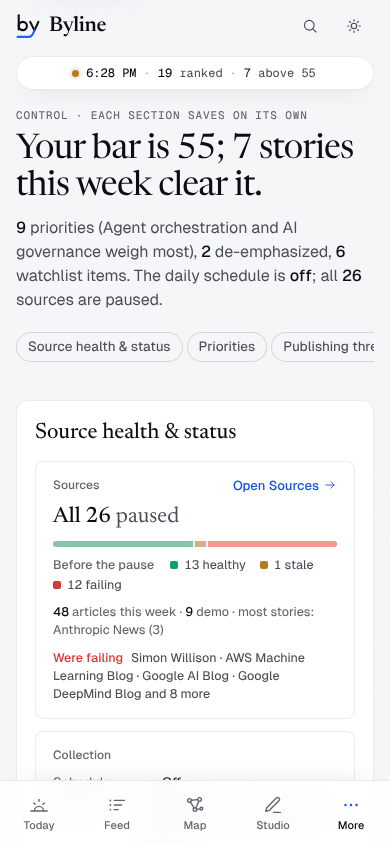 by Byline
6:28 PM · 19 ranked · 7 above 55
CONTROL · EACH SECTION SAVES ON ITS OWN
Your bar is 55; 7 stories
this week clear it.
9 priorities (Agent orchestration and AI
governance weigh most), 2 de-emphasized, 6
watchlist items. The daily schedule is off; all 26
sources are paused.
Source health & status Priorities Publishing thre
Source health & status
Sources Open Sources →
All 26 paused
Before the pause 13 healthy 1 stale
12 failing
48 articles this week · 9 demo · most stories:
Anthropic News (3)
Were failing Simon Willison · AWS Machine
Learning Blog · Google AI Blog · Google
DeepMind Blog and 8 more
Collection
Today Feed Map Studio More